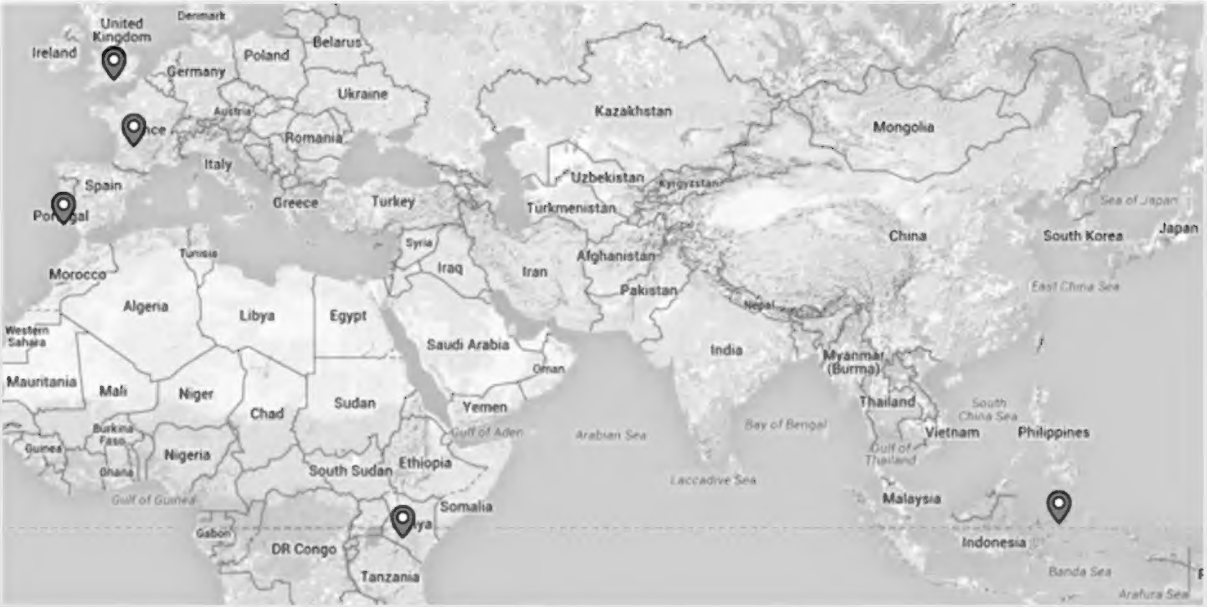 United
Kingdom
Denmark
Ireland
Belarus
Poland
Germany
Ukraine
Kazakhstan
Austria
Mongolia
nce
Romania
Italy
Uzbekistan
Kyrgyzstan
Spain
Greece
Turkey
Turkmenistan
Sea of Japan
Portugal
China
South Korea
Japan
Syria
Tunisia
Afghanistan
Iraq
Iran
Morocco
Pakistan
East China Sea
Algeria
Libya
Egypt
Nepal
Western
Sahara
Saudi Arabia
India
Myanmar
(Burma)
Oman
Mauritania
Mali
Niger
Chad
Sudan
Yemen
Thailand
South
China Sea
Burkina
Faso
Gulf of Aden
Arabian Sea
Bay of Bengal
Vietnam
Philippines
Guinea
Nigeria
Gulf of
Thailand
Ghana
South Sudan
Ethiopia
Laccadive Sea
Gulf of Guinea
Malaysia
Somalia
ya
Gabon
DR Congo
Indonesia
Tanzania
Banda Sea
Arafura Sea